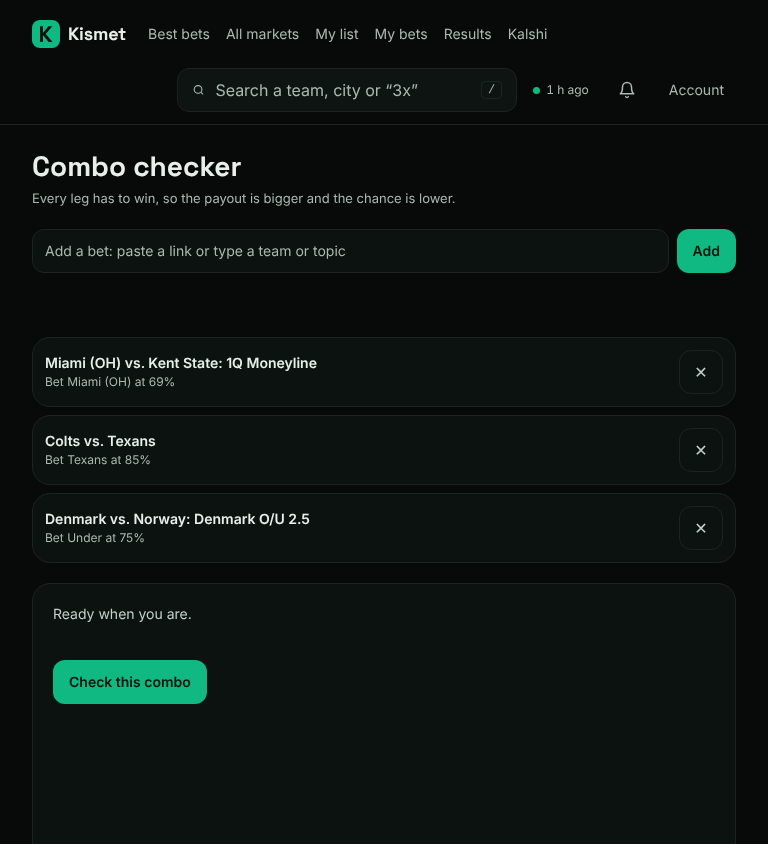 K Kismet Best bets All markets My list My bets Results Kalshi
Search a team, city or “3x” / 1 h ago Account
Combo checker
Every leg has to win, so the payout is bigger and the chance is lower.
Add a bet: paste a link or type a team or topic Add
Miami (OH) vs. Kent State: 1Q Moneyline
Bet Miami (OH) at 69%
Colts vs. Texans
Bet Texans at 85%
Denmark vs. Norway: Denmark O/U 2.5
Bet Under at 75%
Ready when you are.
Check this combo